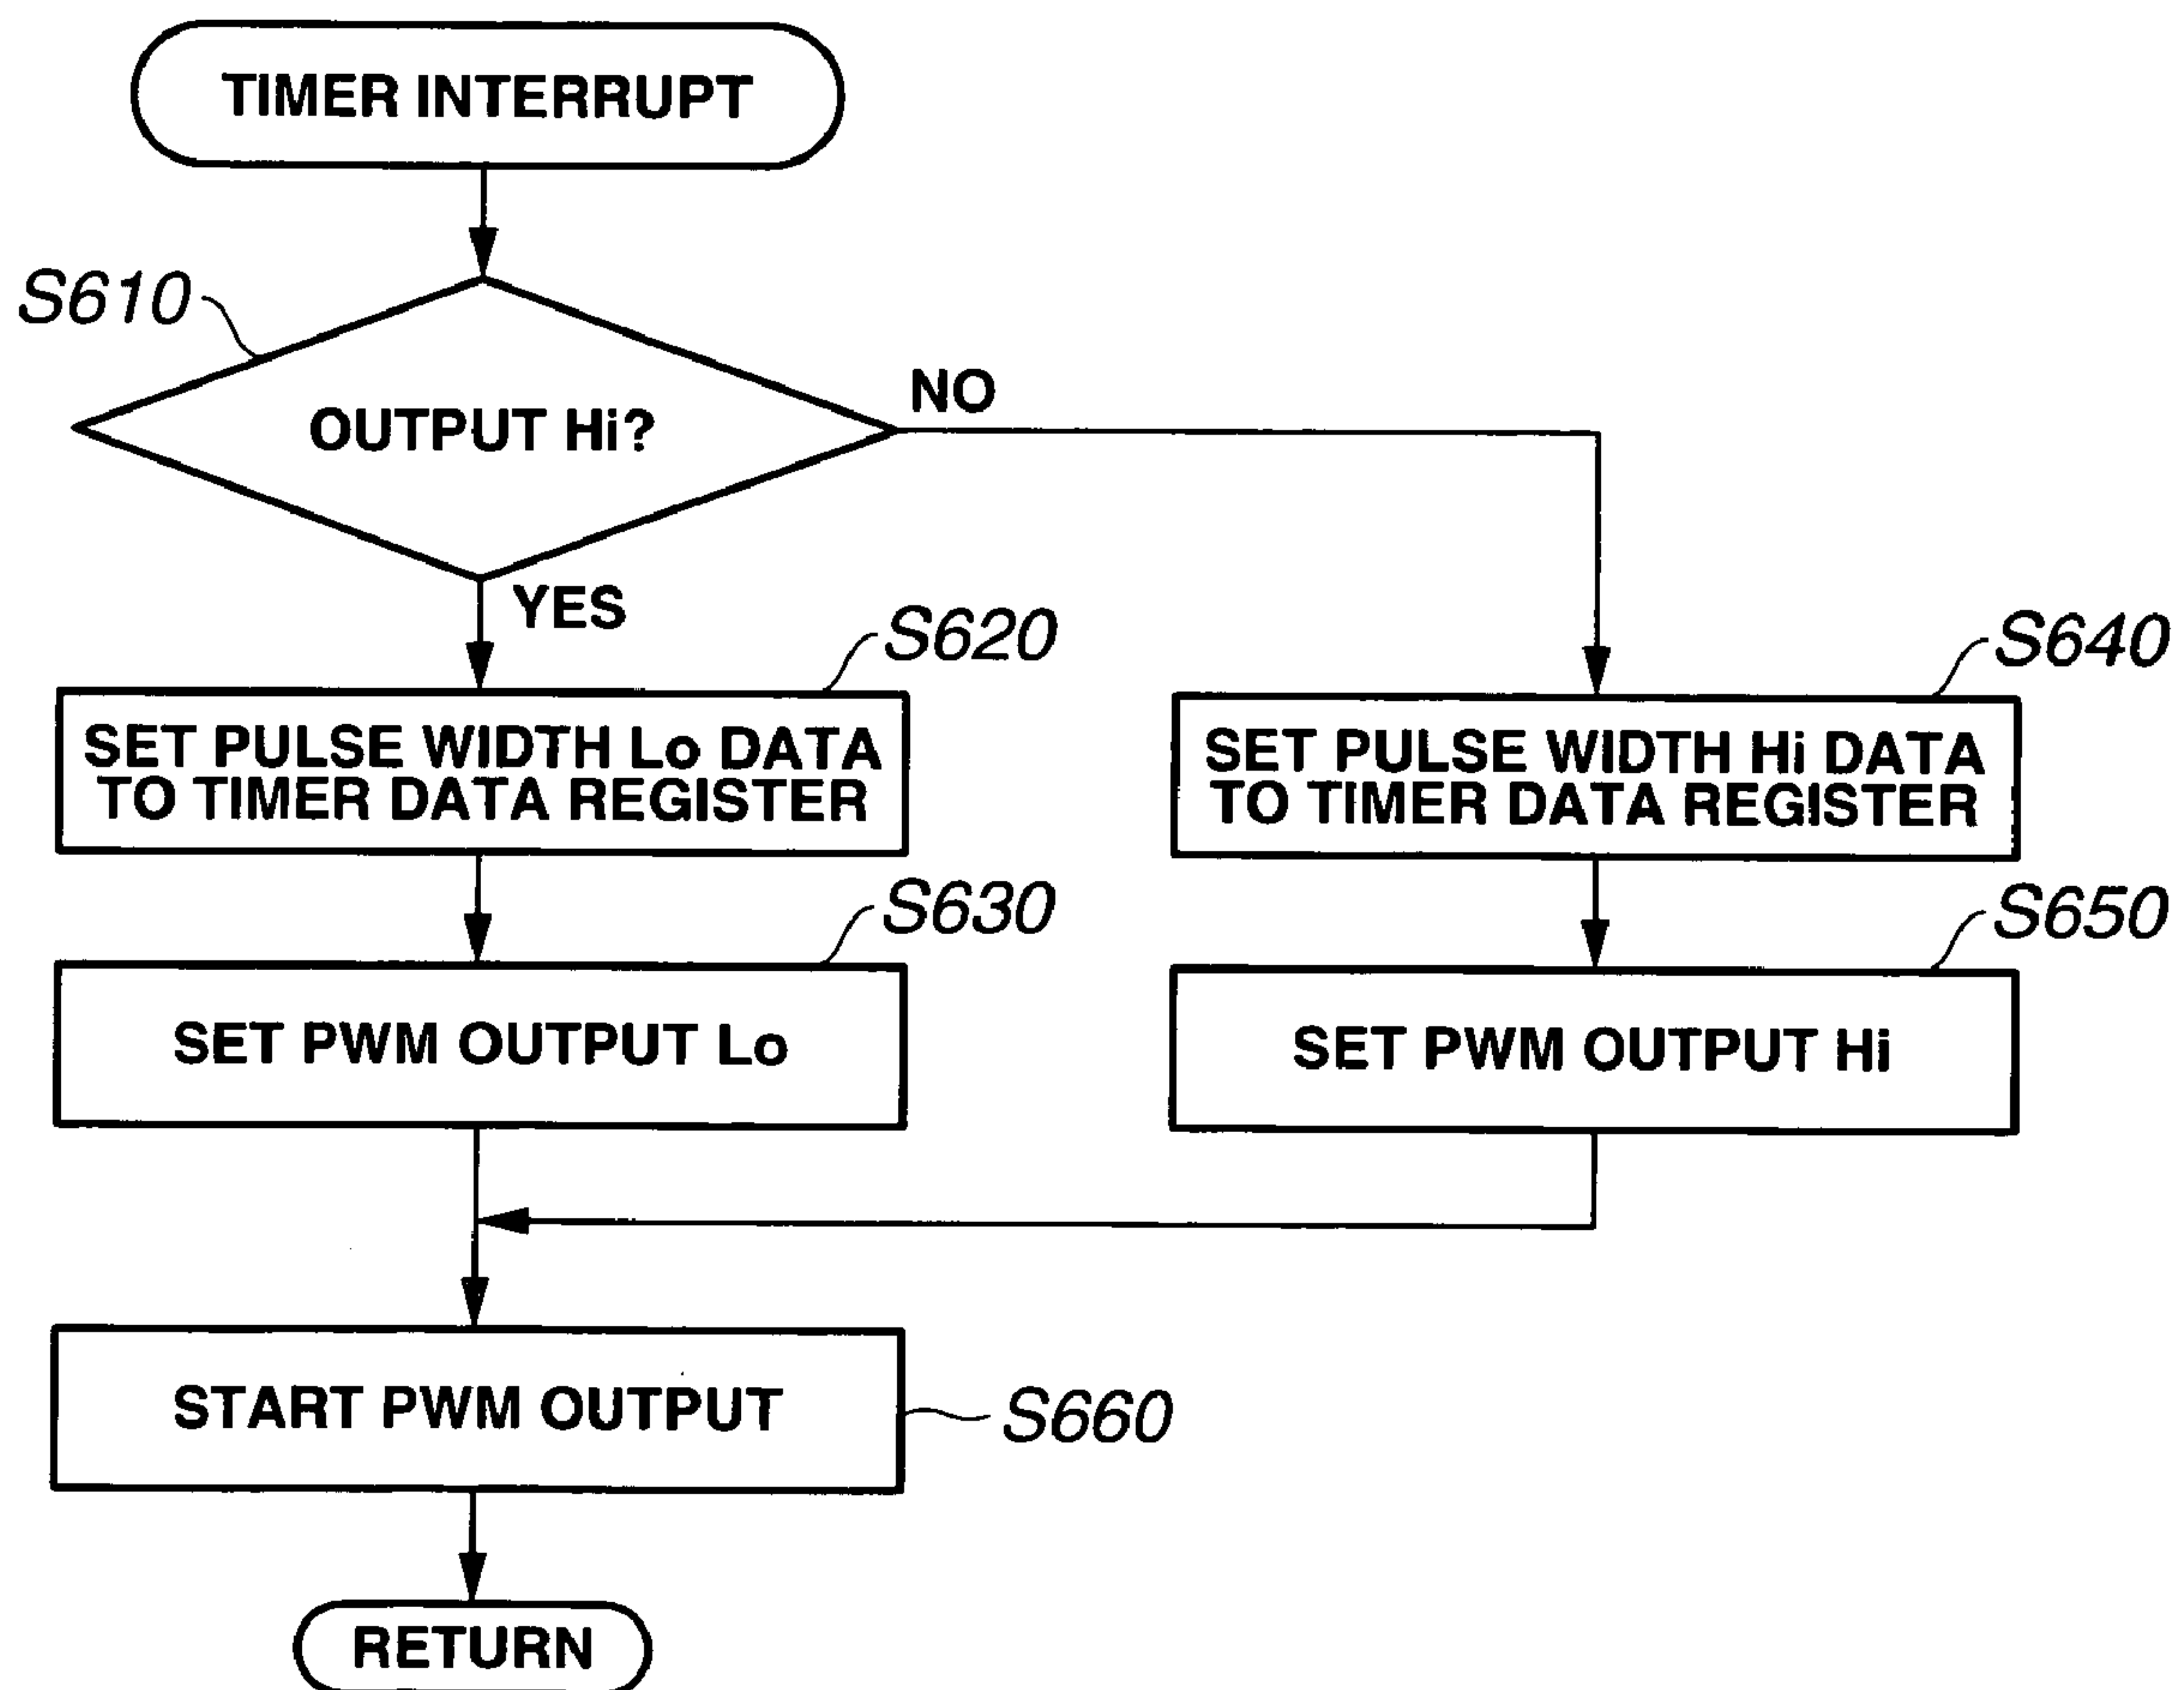 TIMER INTERRUPT
S610
OUTPUT Hi?
NO
YES
S620
SET PULSE WIDTH Lo DATA
TO TIMER DATA REGISTER
S640
SET PULSE WIDTH Hi DATA
TO TIMER DATA REGISTER
S630
SET PWM OUTPUT Lo
S650
SET PWM OUTPUT Hi
START PWM OUTPUT
S660
RETURN